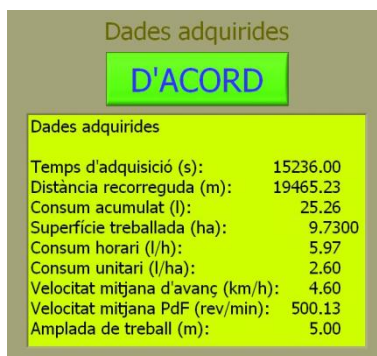 Dades adquirides
D'ACORD
Dades adquirides
Temps d'adquisició (s): 15236.00
Distància recorreguda (m): 19465.23
Consum acumulat (l): 25.26
Superfície treballada (ha): 9.7300
Consum horari (l/h): 5.97
Consum unitari (l/ha): 2.60
Velocitat mitjana d'avanç (km/h): 4.60
Velocitat mitjana PdF (rev/min): 500.13
Amplada de treball (m): 5.00